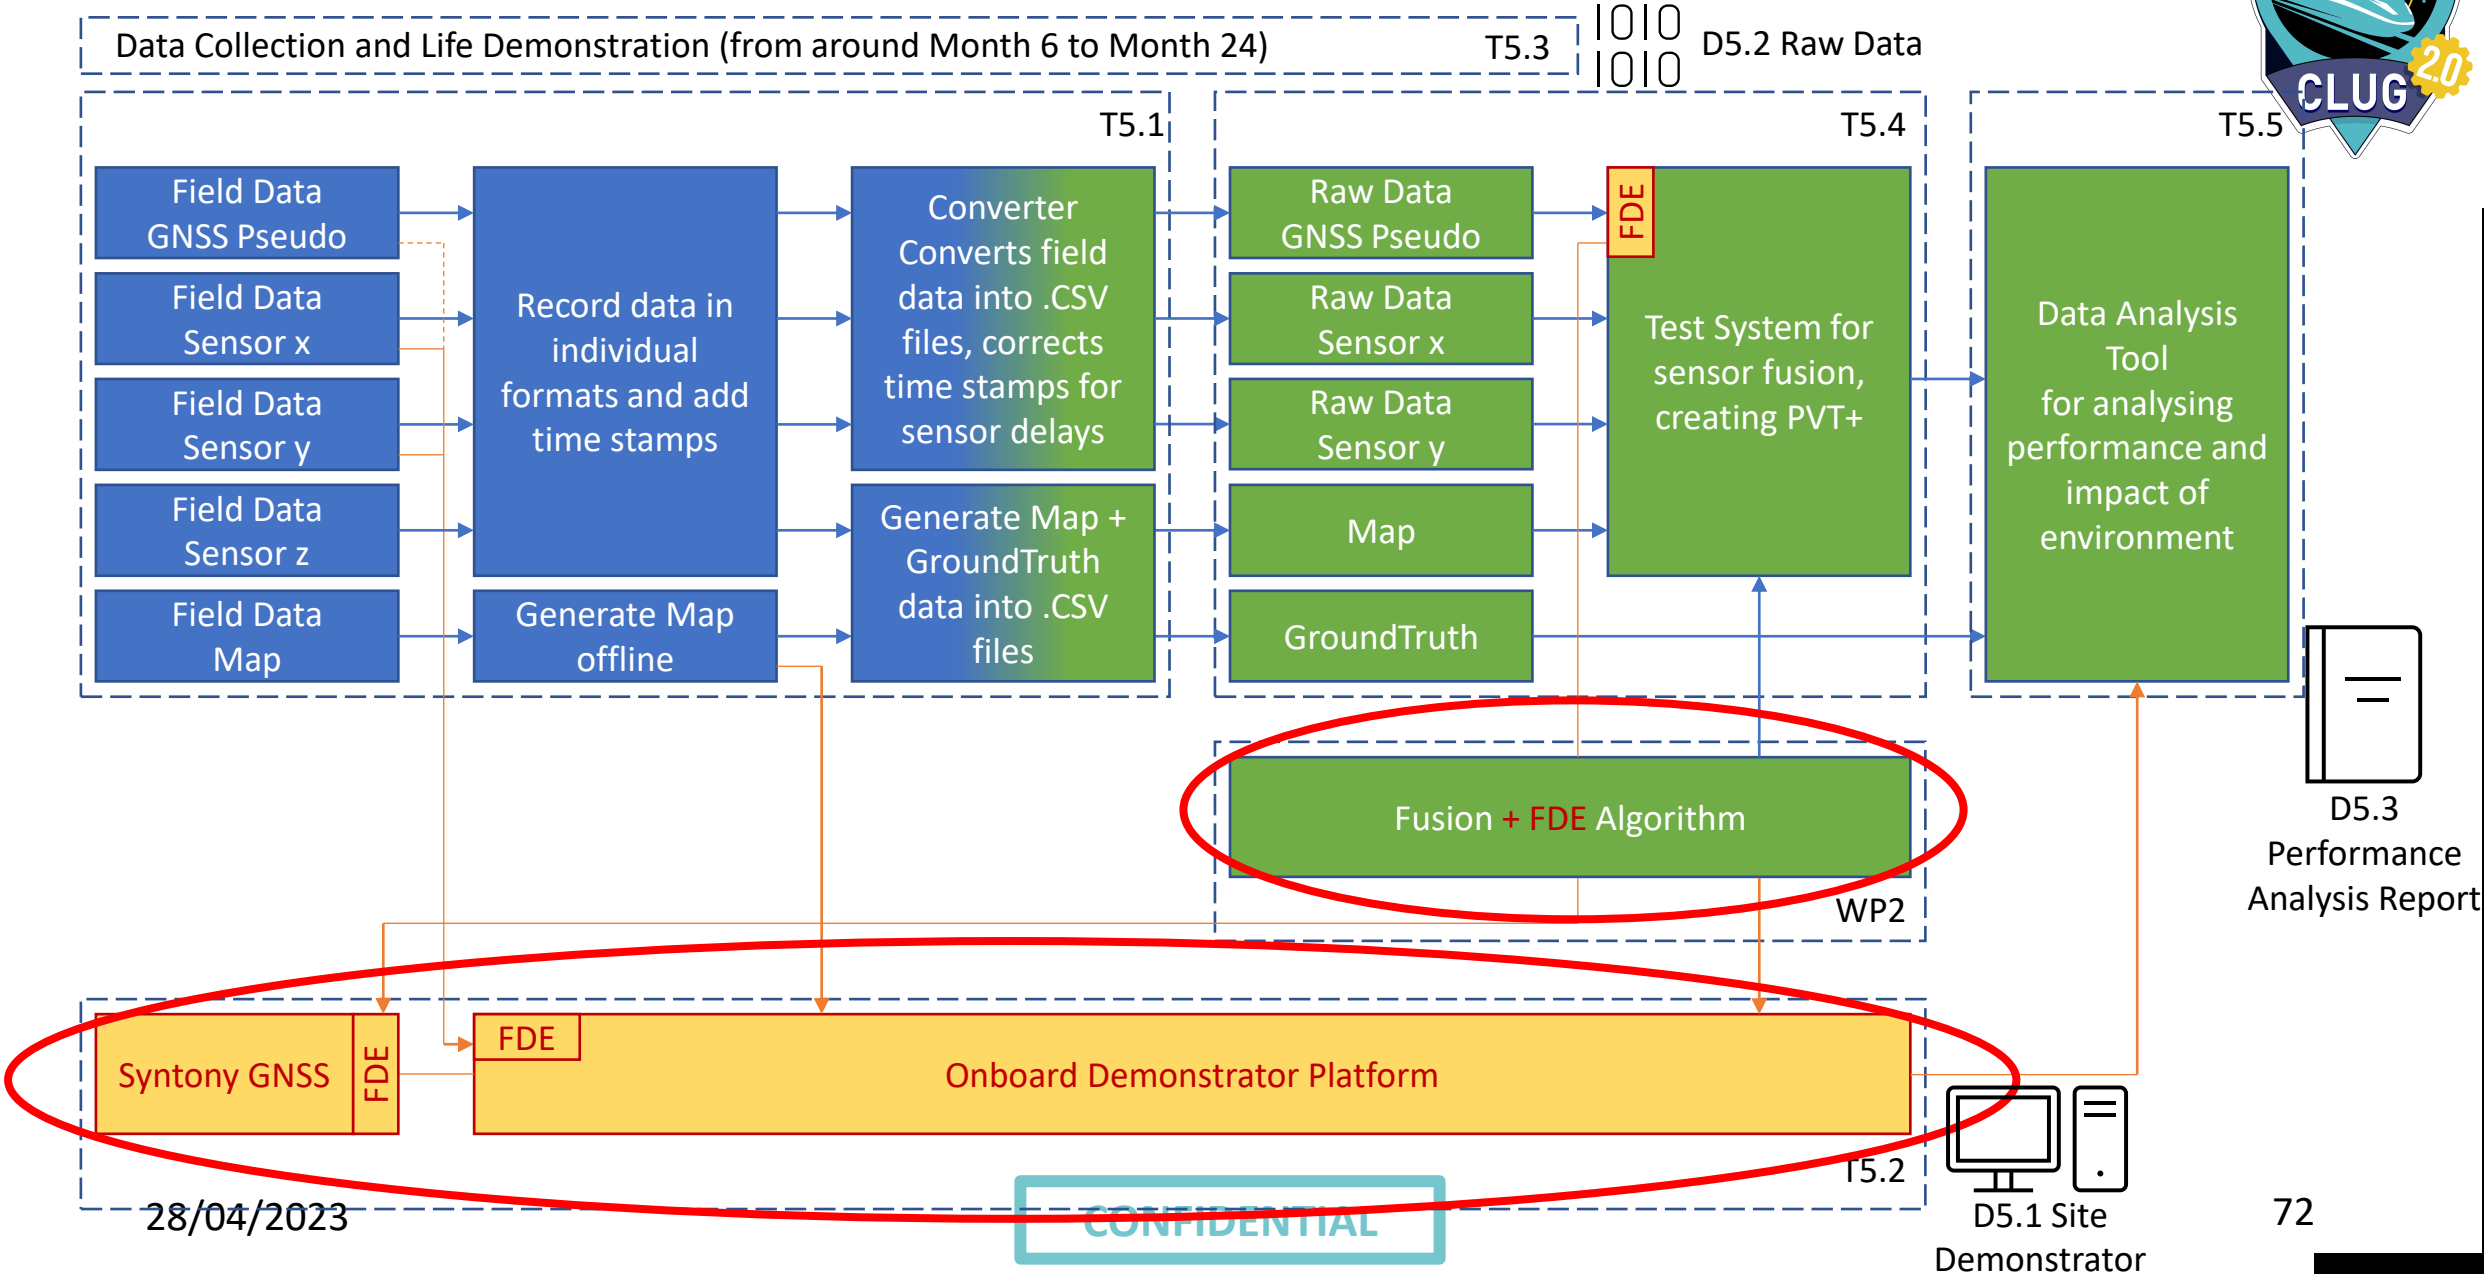 Data Collection and Life Demonstration (from around Month 6 to Month 24)
T5.3
D5.2 Raw Data
CLUG
2.0
T5.1
T5.4
T5.5
Field Data
GNSS Pseudo
Field Data
Sensor x
Field Data
Sensor y
Field Data
Sensor z
Field Data
Map
Record data in
individual
formats and add
time stamps
Generate Map
offline
Converter
Converts field
data into .CSV
files, corrects
time stamps for
sensor delays
Generate Map +
GroundTruth
data into .CSV
files
Raw Data
GNSS Pseudo
Raw Data
Sensor x
Raw Data
Sensor y
Map
GroundTruth
FDE
Test System for
sensor fusion,
creating PVT+
Data Analysis
Tool
for analysing
performance and
impact of
environment
D5.3
Performance
Analysis Report
Fusion + FDE Algorithm
WP2
Syntony GNSS
FDE
FDE
Onboard Demonstrator Platform
T5.2
D5.1 Site
Demonstrator
28/04/2023
CONFIDENTIAL
72